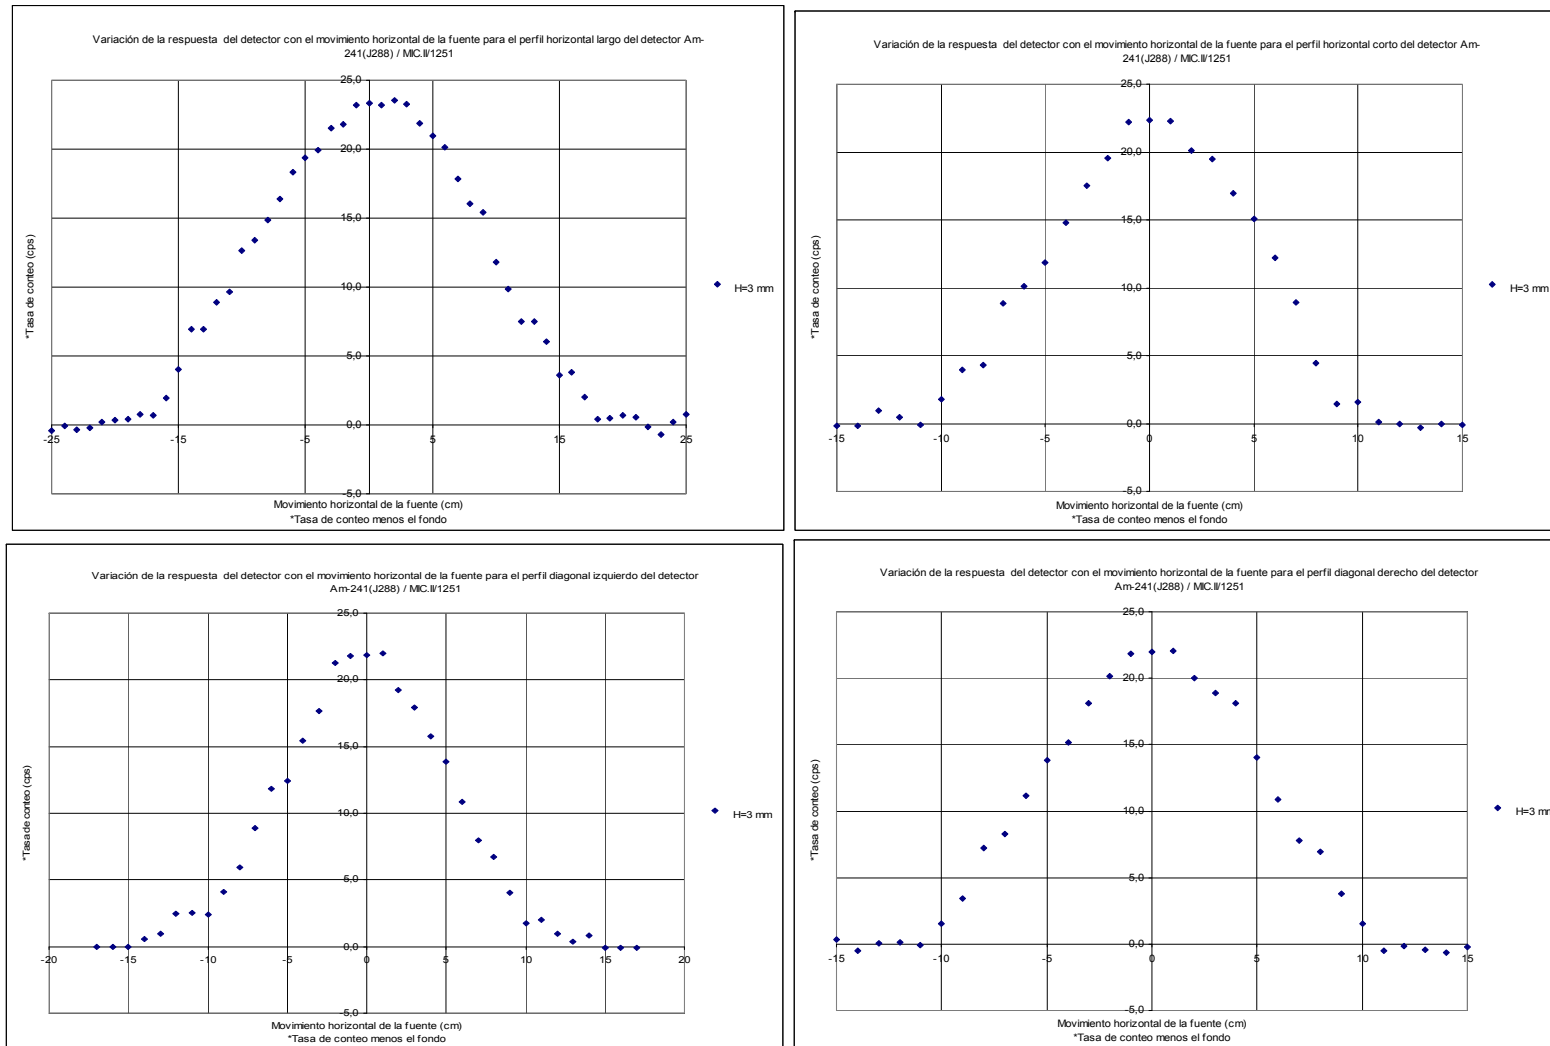 Variación de la respuesta del detector con el movimiento horizontal de la fuente para el perfil horizontal largo del detector Am-
241(J288) / MIC.II/1251
25,0
20,0
15,0
10,0
5,0
0,0
-5,0
-25
-15
-5
5
15
25
*Tasa de conteo (cps)
H=3 mm
Movimiento horizontal de la fuente (cm)
*Tasa de conteo menos el fondo
Variación de la respuesta del detector con el movimiento horizontal de la fuente para el perfil horizontal corto del detector Am-
241(J288) / MIC.II/1251
25,0
20,0
15,0
10,0
5,0
0,0
-5,0
-15
-10
-5
0
5
10
15
*Tasa de conteo (cps)
H=3 mm
Movimiento horizontal de la fuente (cm)
*Tasa de conteo menos el fondo
Variación de la respuesta del detector con el movimiento horizontal de la fuente para el perfil diagonal izquierdo del detector
Am-241(J288) / MIC.II/1251
25,0
20,0
15,0
10,0
5,0
0,0
-5,0
-20
-15
-10
-5
0
5
10
15
20
*Tasa de conteo (cps)
H=3 mm
Movimiento horizontal de la fuente (cm)
*Tasa de conteo menos el fondo
Variación de la respuesta del detector con el movimiento horizontal de la fuente para el perfil diagonal derecho del detector
Am-241(J288) / MIC.II/1251
25,0
20,0
15,0
10,0
5,0
0,0
-5,0
-15
-10
-5
0
5
10
15
*Tasa de conteo (cps)
H=3 mm
Movimiento horizontal de la fuente (cm)
*Tasa de conteo menos el fondo